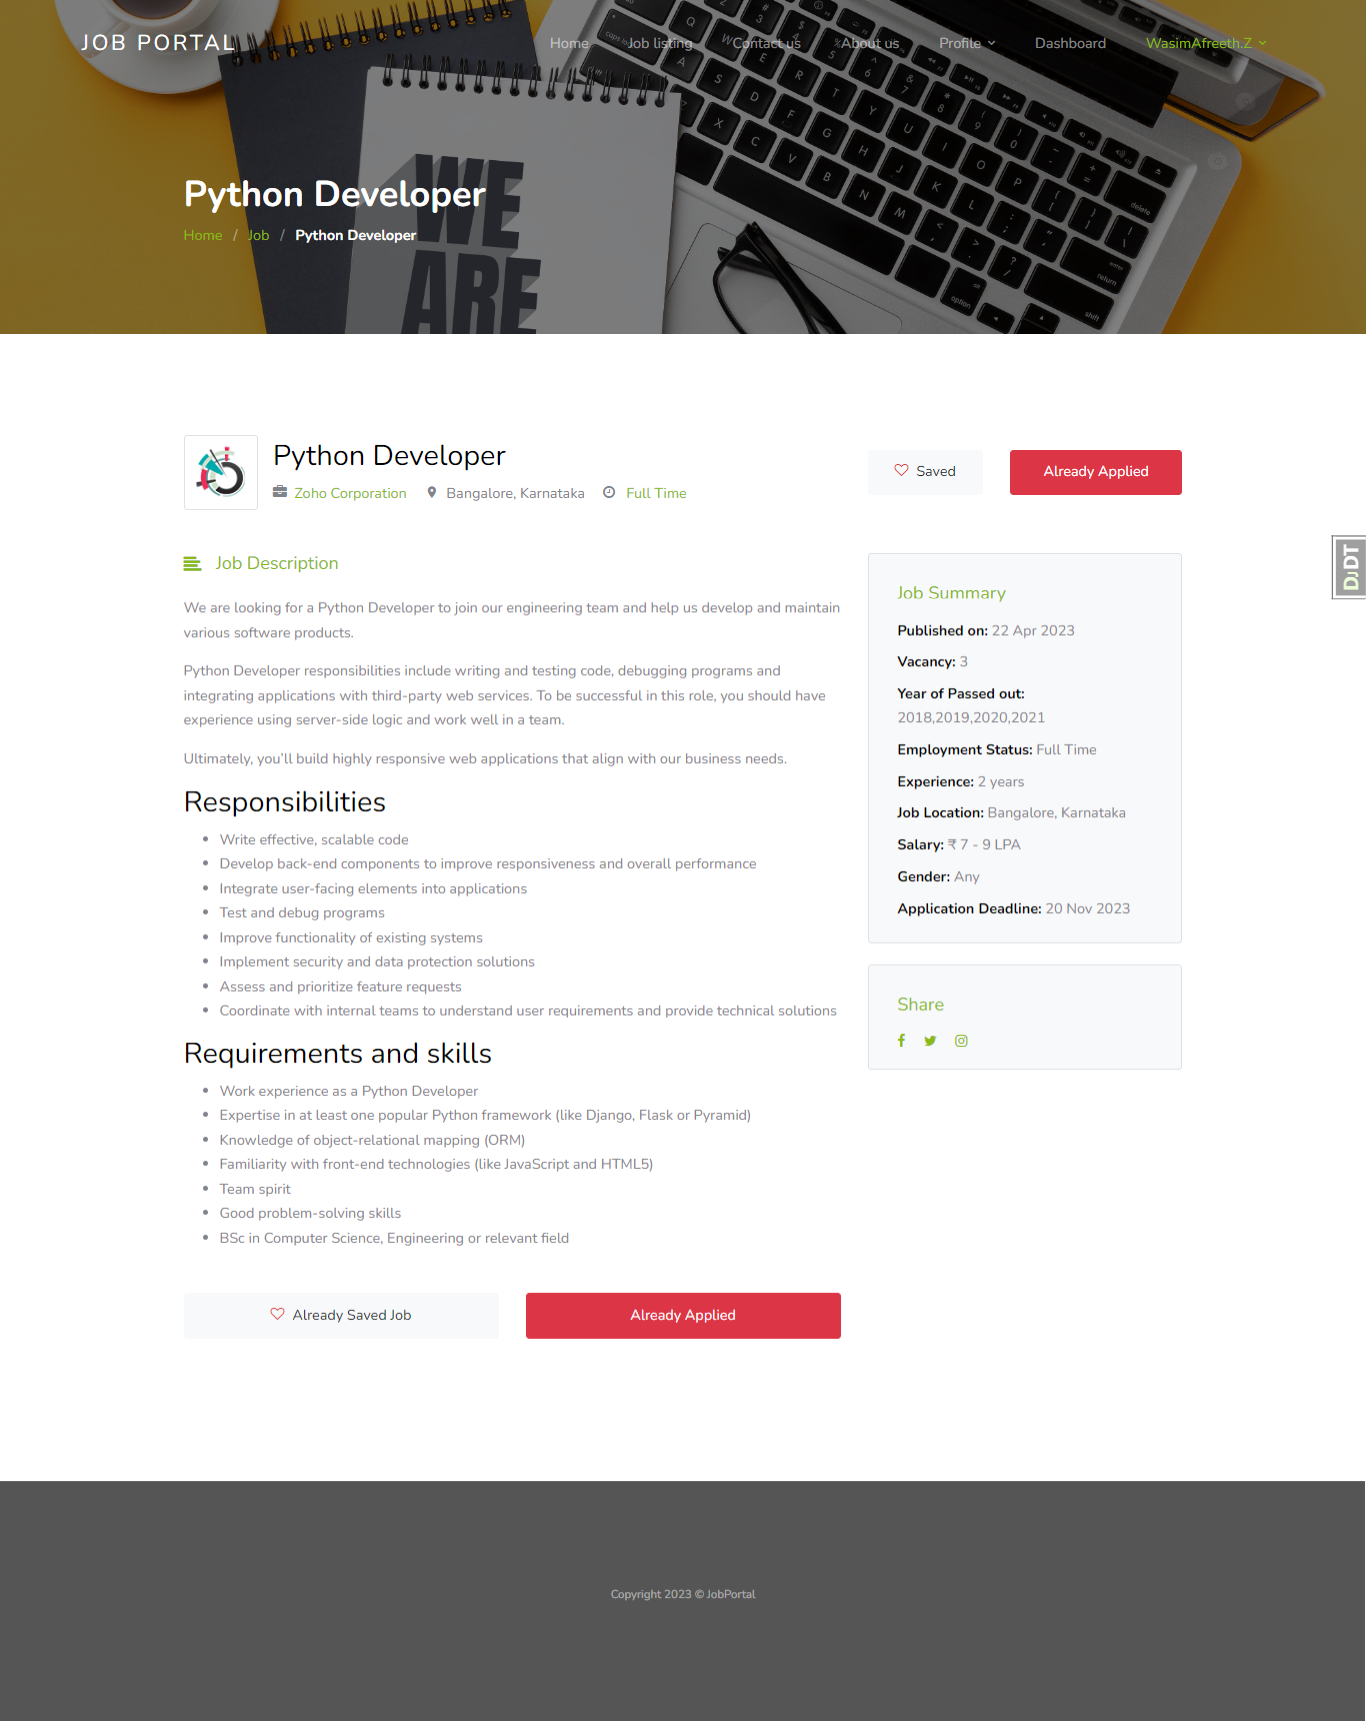 JOB PORTAL
Home Job listing Contact us About us Profile Dashboard WasimAfreeth.Z
WE
ARE
Python Developer
Home / Job / Python Developer
Python Developer
Zoho Corporation Bangalore, Karnataka Full Time
Saved
Already Applied
DJDT
Job Description
We are looking for a Python Developer to join our engineering team and help us develop and maintain
various software products.
Python Developer responsibilities include writing and testing code, debugging programs and
integrating applications with third-party web services. To be successful in this role, you should have
experience using server-side logic and work well in a team.
Ultimately, you’ll build highly responsive web applications that align with our business needs.
Responsibilities
Write effective, scalable code
Develop back-end components to improve responsiveness and overall performance
Integrate user-facing elements into applications
Test and debug programs
Improve functionality of existing systems
Implement security and data protection solutions
Assess and prioritize feature requests
Coordinate with internal teams to understand user requirements and provide technical solutions
Requirements and skills
Work experience as a Python Developer
Expertise in at least one popular Python framework (like Django, Flask or Pyramid)
Knowledge of object-relational mapping (ORM)
Familiarity with front-end technologies (like JavaScript and HTML5)
Team spirit
Good problem-solving skills
BSc in Computer Science, Engineering or relevant field
Already Saved Job
Already Applied
Job Summary
Published on: 22 Apr 2023
Vacancy: 3
Year of Passed out:
2018,2019,2020,2021
Employment Status: Full Time
Experience: 2 years
Job Location: Bangalore, Karnataka
Salary: ₹ 7 - 9 LPA
Gender: Any
Application Deadline: 20 Nov 2023
Share
Copyright 2023 © JobPortal